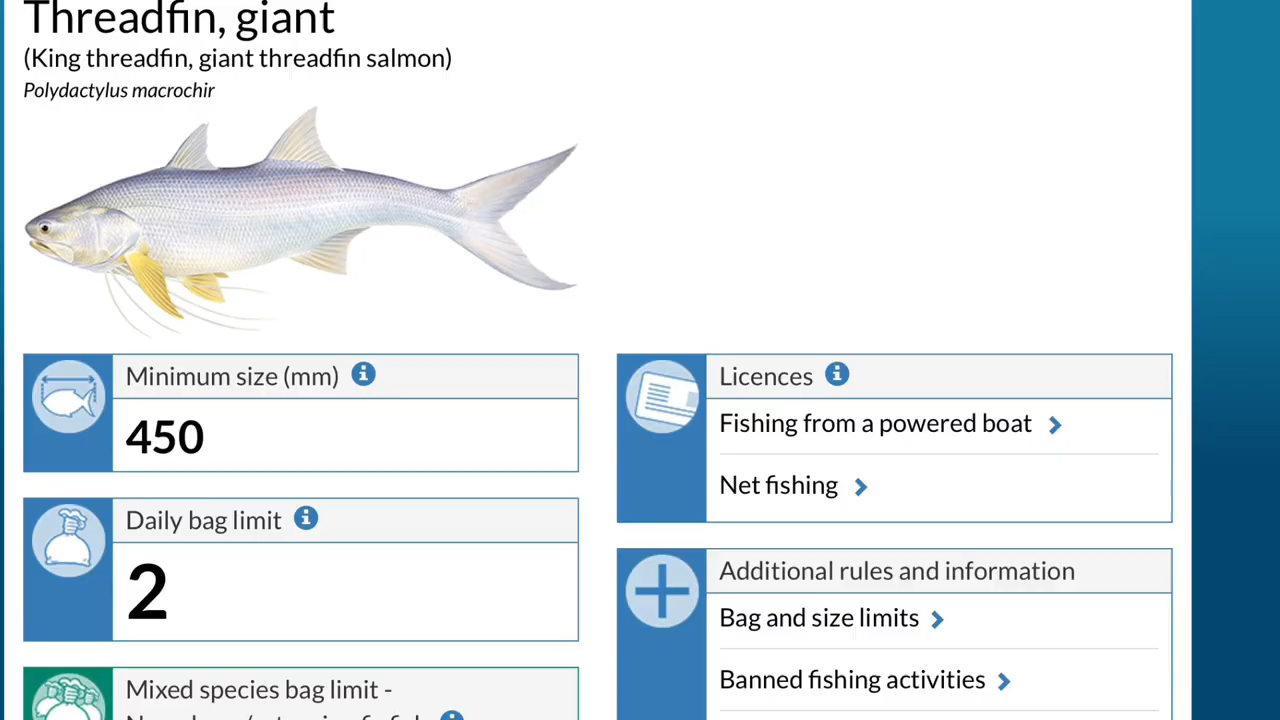 Threadfin, giant
(King threadfin, giant threadfin salmon)
Polydactylus macrochir
Minimum size (mm)
450
Daily bag limit
2
Mixed species bag limit -
Licences
Fishing from a powered boat
Net fishing
Additional rules and information
Bag and size limits
Banned fishing activities